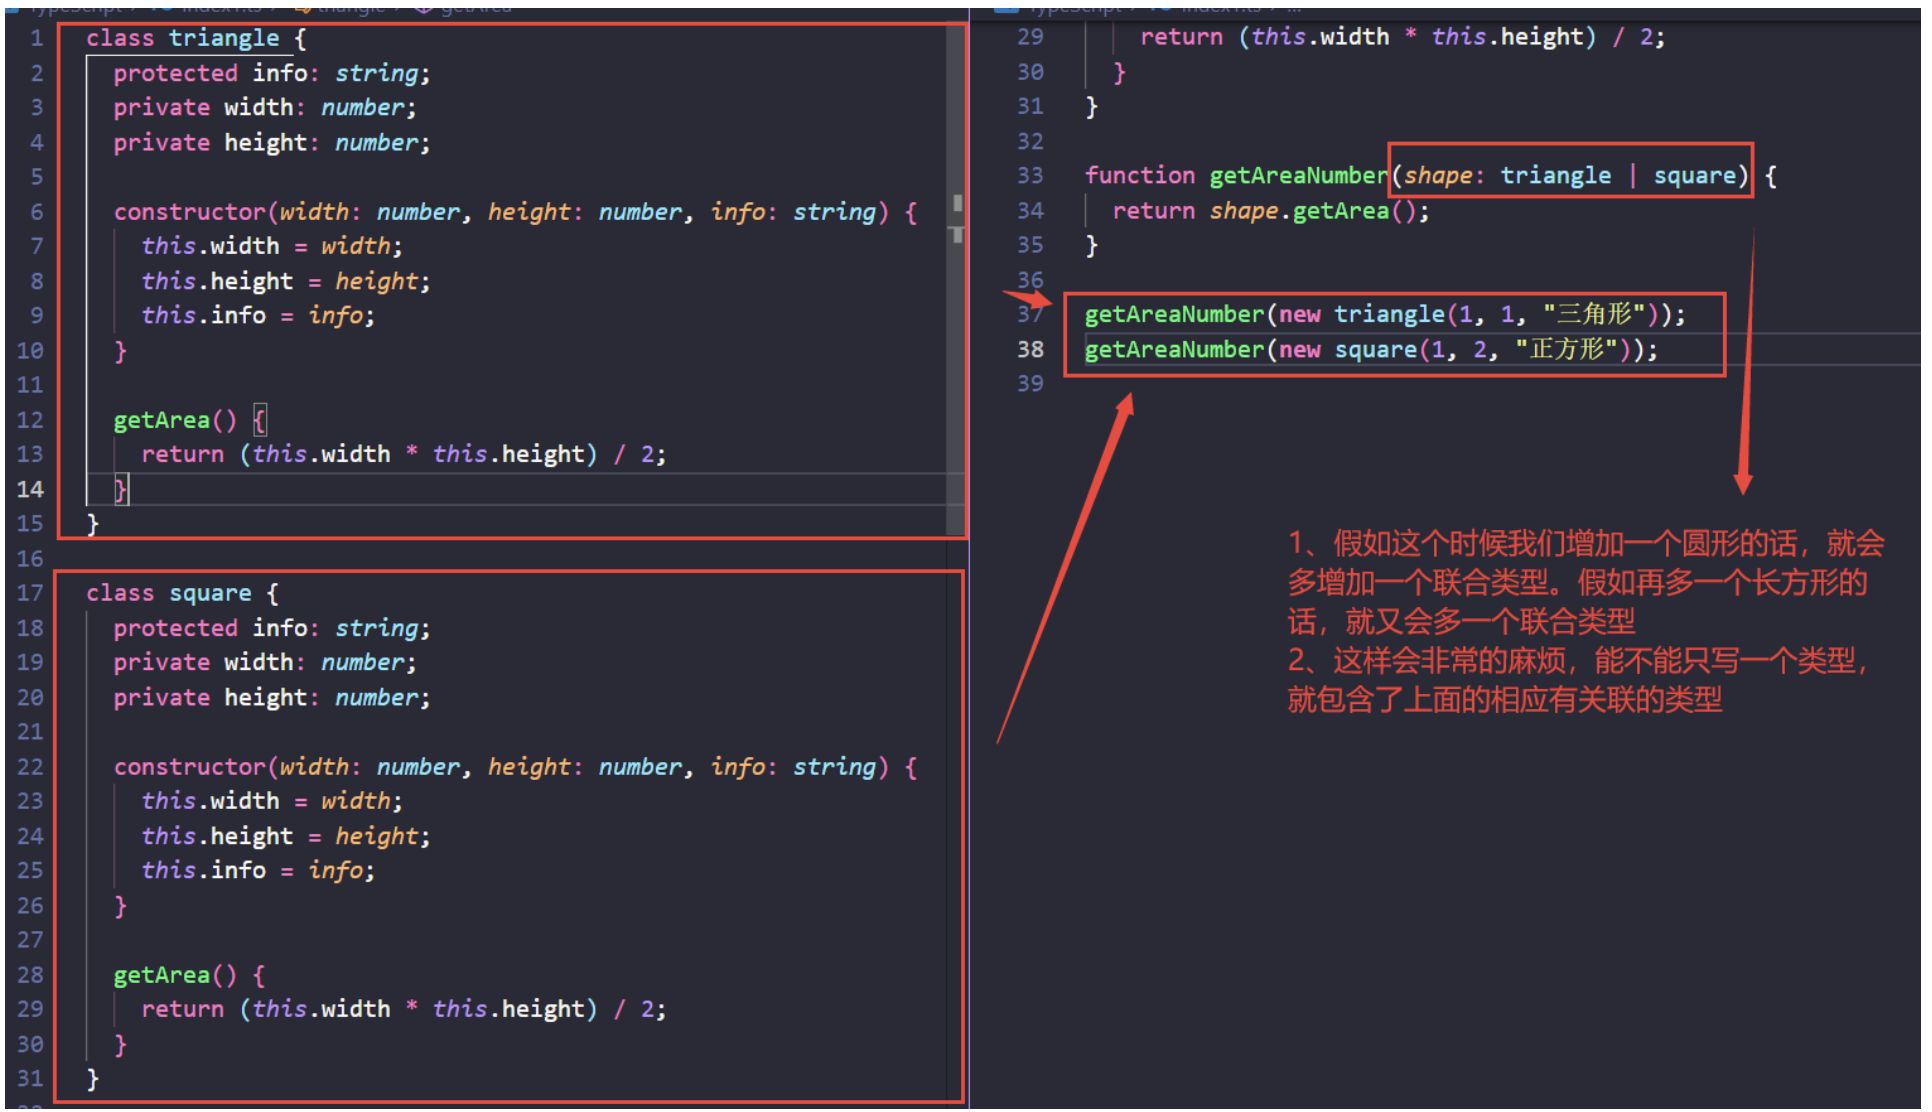 1 class triangle {
2 protected info: string;
3 private width: number;
4 private height: number;
5
6 constructor(width: number, height: number, info: string) {
7 this.width = width;
8 this.height = height;
9 this.info = info;
10 }
11
12 getArea() {
13 return (this.width * this.height) / 2;
14 }
15 }
16
17 class square {
18 protected info: string;
19 private width: number;
20 private height: number;
21
22 constructor(width: number, height: number, info: string) {
23 this.width = width;
24 this.height = height;
25 this.info = info;
26 }
27
28 getArea() {
29 return (this.width * this.height) / 2;
30 }
31 }
29 return (this.width * this.height) / 2;
30 }
31 }
32
33 function getAreaNumber(shape: triangle | square) {
34 return shape.getArea();
35 }
36
37 getAreaNumber(new triangle(1, 1, "三角形"));
38 getAreaNumber(new square(1, 2, "正方形"));
39
1、假如这个时候我们增加一个圆形的话，就会
多增加一个联合类型。假如再多一个长方形的
话，就又会多一个联合类型
2、这样会非常的麻烦，能不能只写一个类型，
就包含了上面的相应有关联的类型